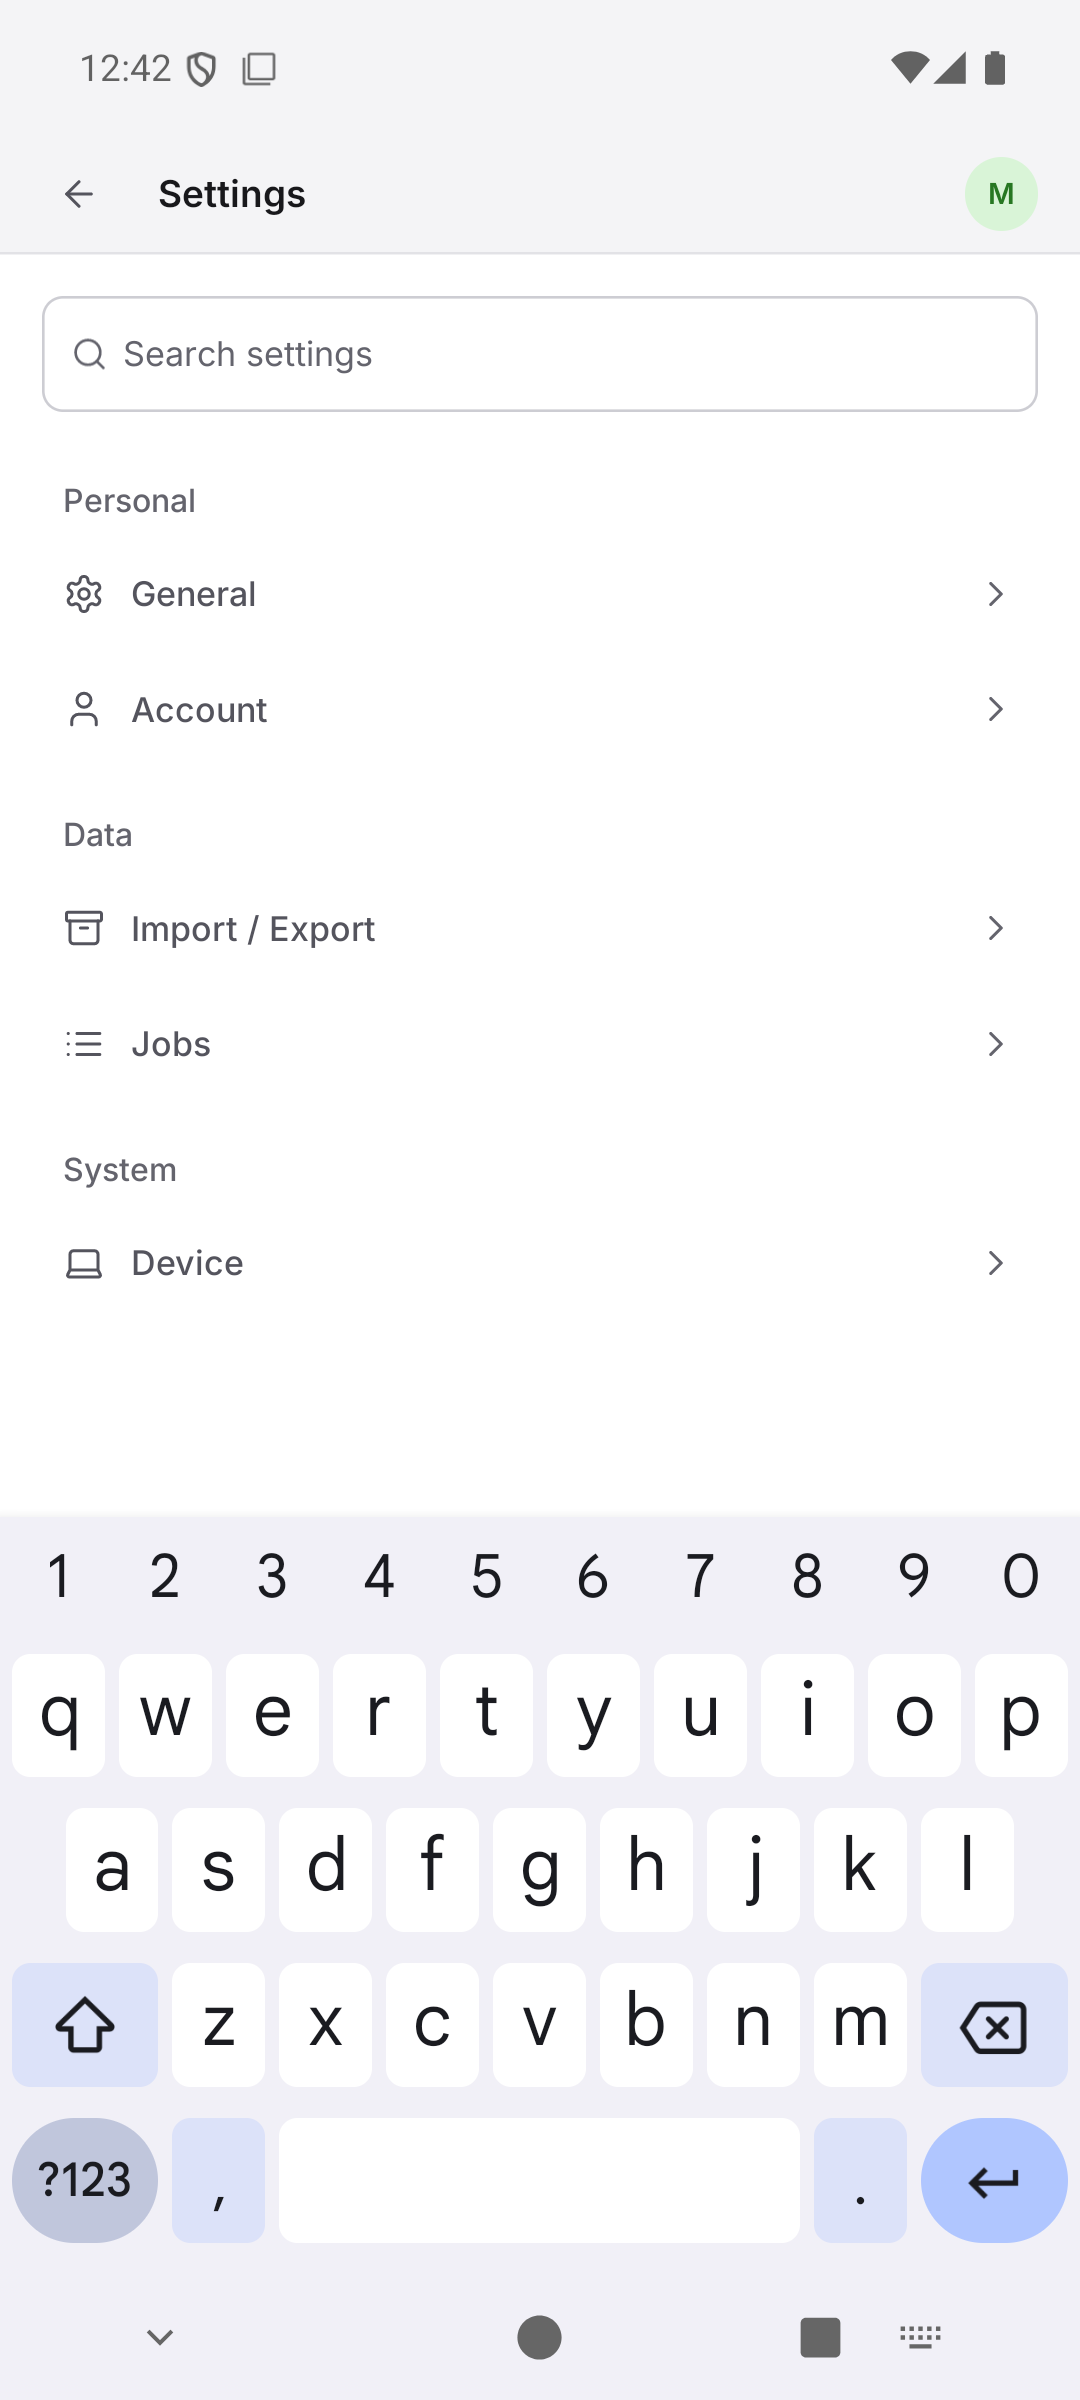 12:42
Settings
M
Search settings
Personal
General
Account
Data
Import / Export
Jobs
System
Device
1 2 3 4 5 6 7 8 9 0
q w e r t y u i o p
a s d f g h j k l
z x c v b n m
?123 , .